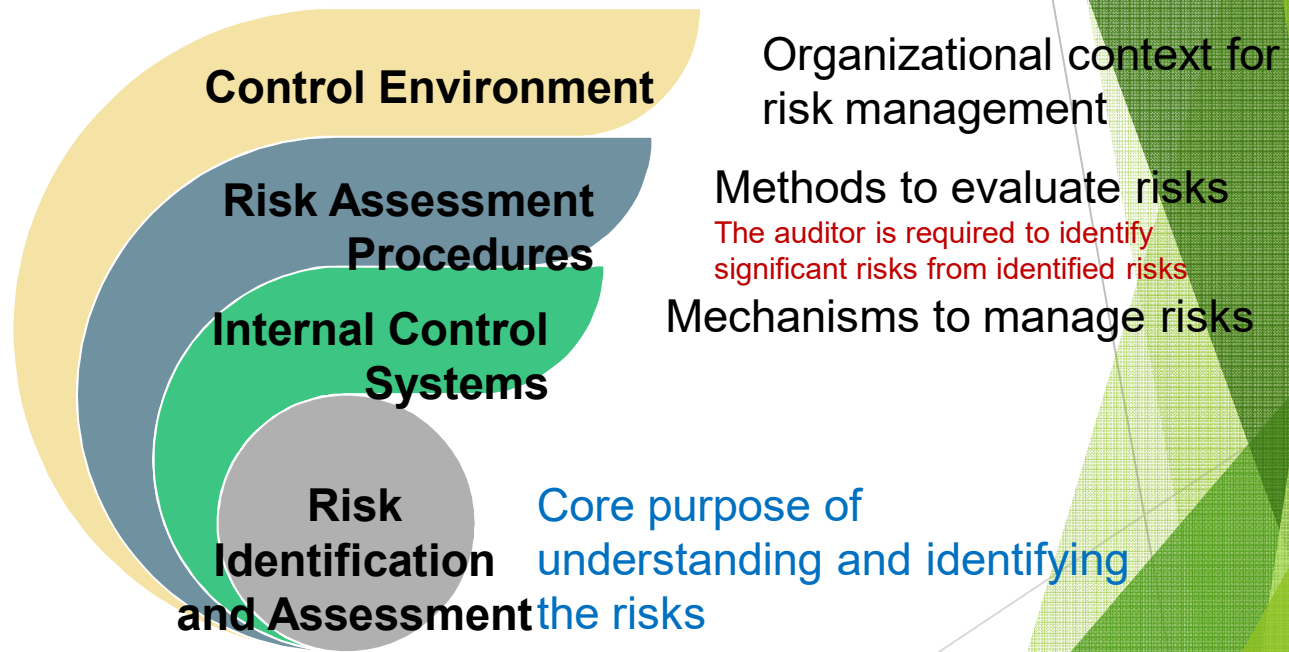 Control Environment
Organizational context for
risk management
Risk Assessment
Procedures
Methods to evaluate risks
The auditor is required to identify
significant risks from identified risks
Internal Control
Systems
Mechanisms to manage risks
Risk
Identification
and Assessment
Core purpose of
understanding and identifying
the risks